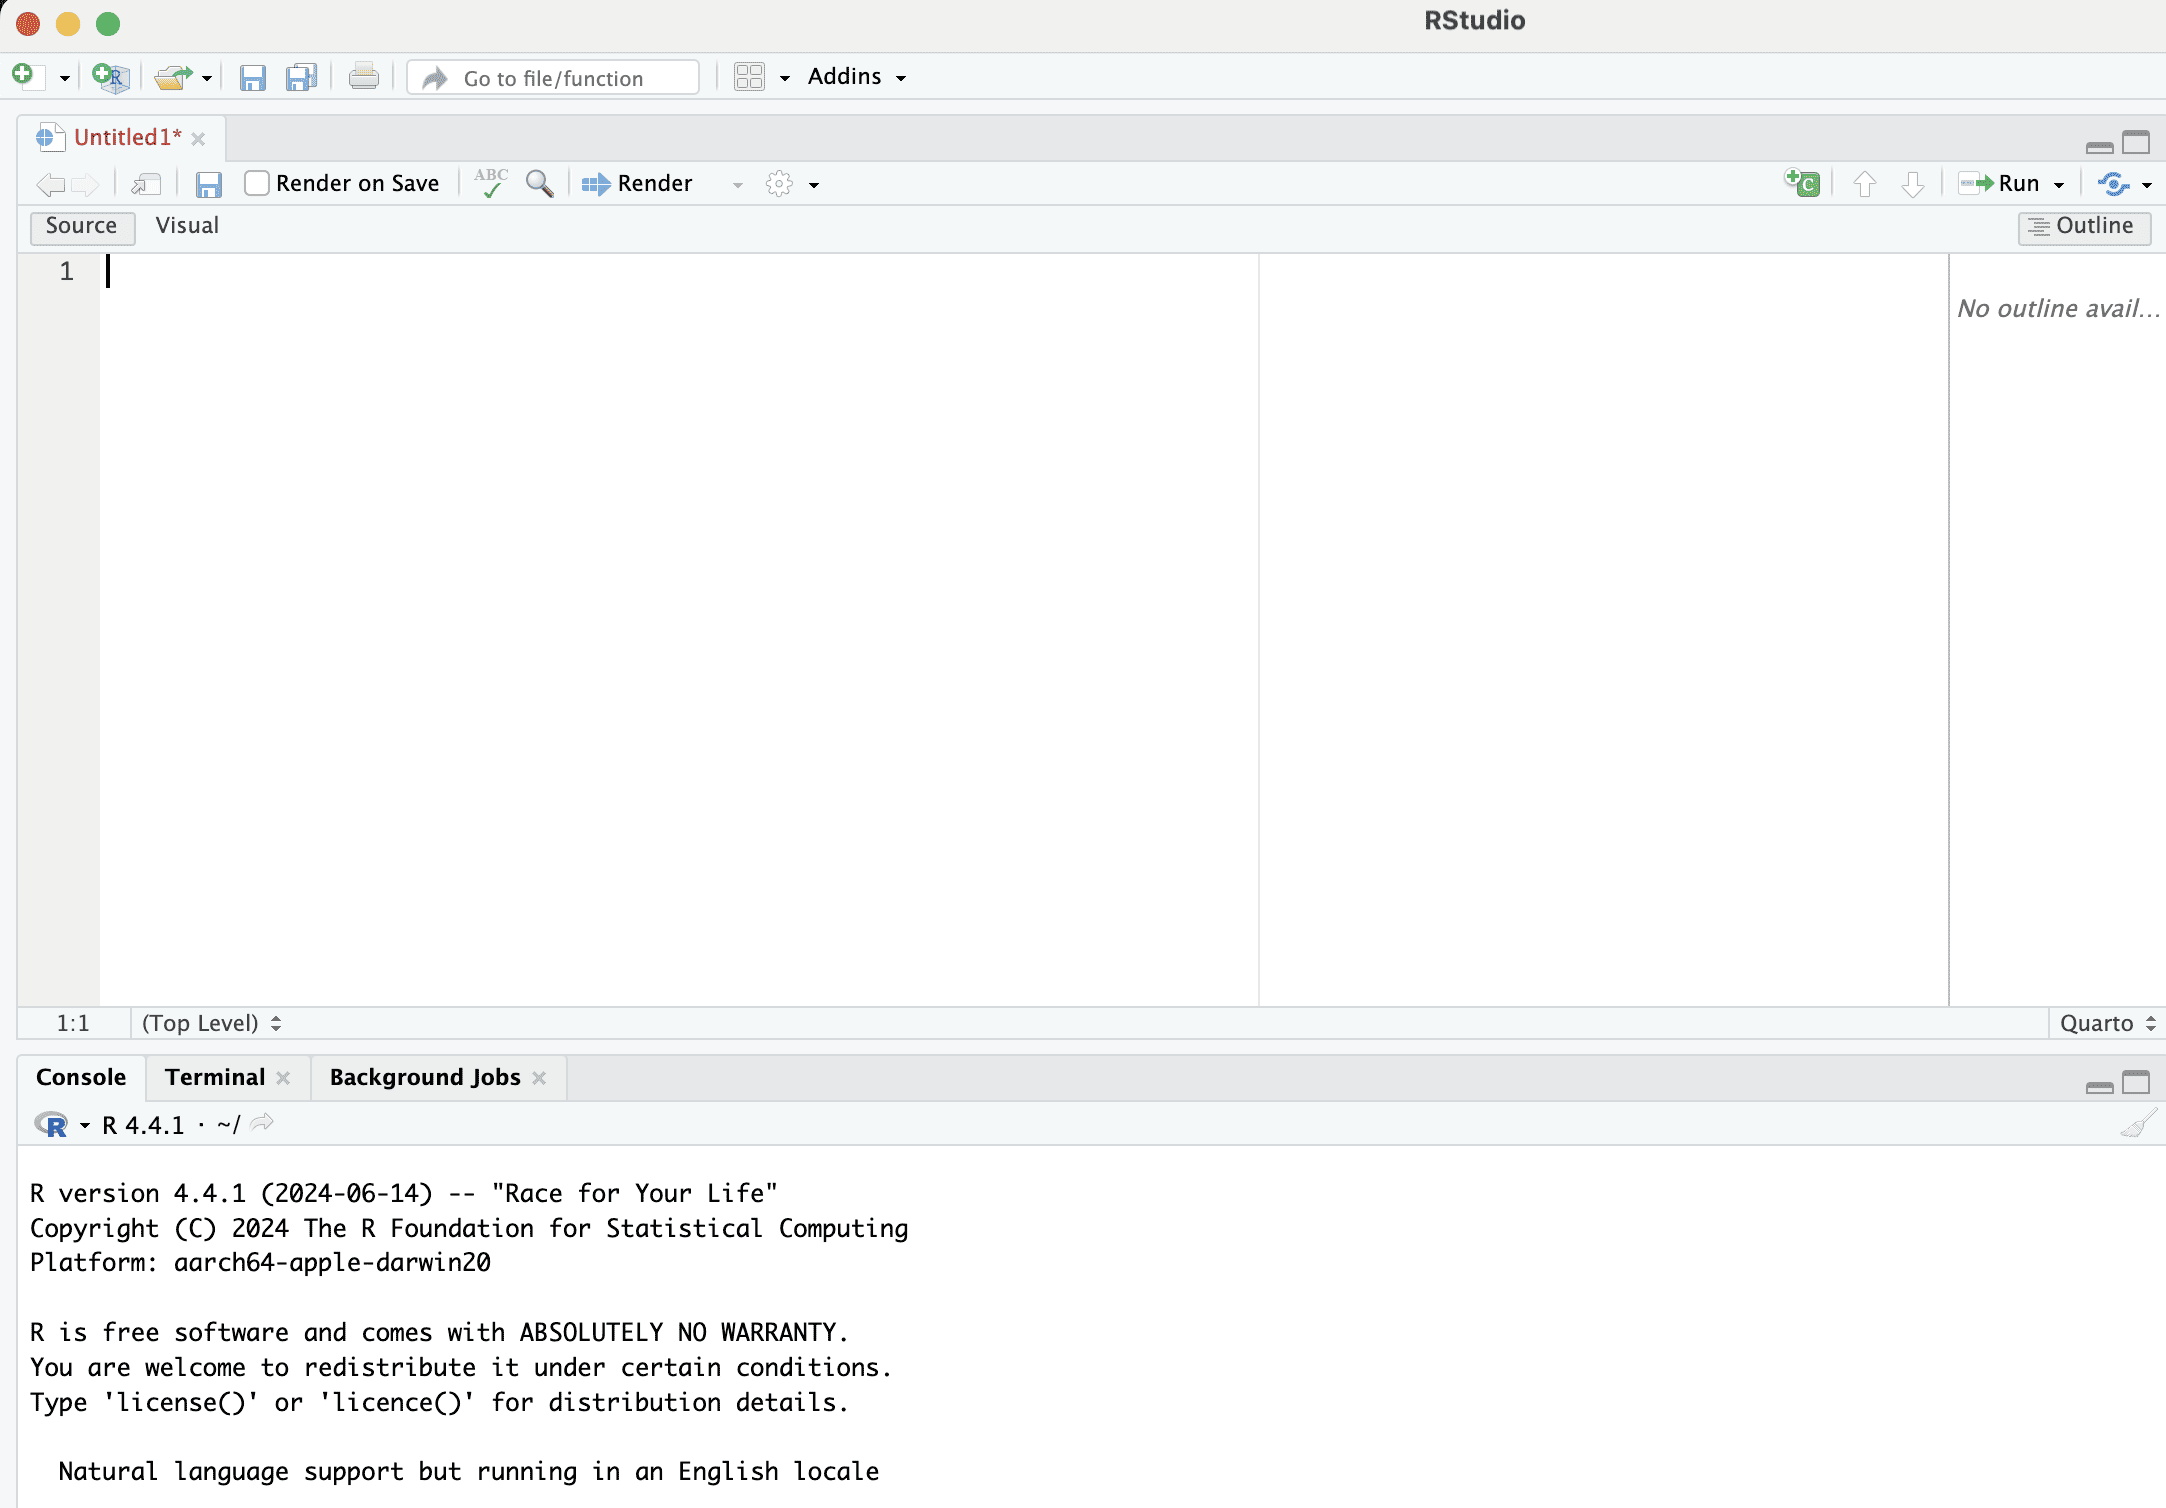 RStudio
Go to file/function
Addins
Untitled1*
Render on Save
ABC
Render
Run
Source
Visual
Outline
1
No outline avail...
1:1
(Top Level)
Quarto
Console
Terminal
Background Jobs
R 4.4.1 · ~/
R version 4.4.1 (2024-06-14) -- "Race for Your Life"
Copyright (C) 2024 The R Foundation for Statistical Computing
Platform: aarch64-apple-darwin20
R is free software and comes with ABSOLUTELY NO WARRANTY.
You are welcome to redistribute it under certain conditions.
Type 'license()' or 'licence()' for distribution details.
Natural language support but running in an English locale